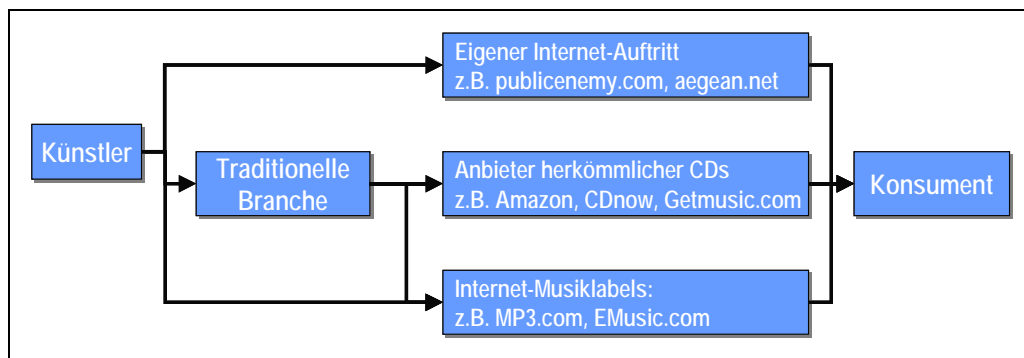 Eigener Internet-Auftritt
z.B. publicenemy.com, aegean.net
Künstler
Traditionelle
Branche
Anbieter herkömmlicher CDs
z.B. Amazon, CDnow, Getmusic.com
Konsument
Internet-Musiklabels:
z.B. MP3.com, EMusic.com